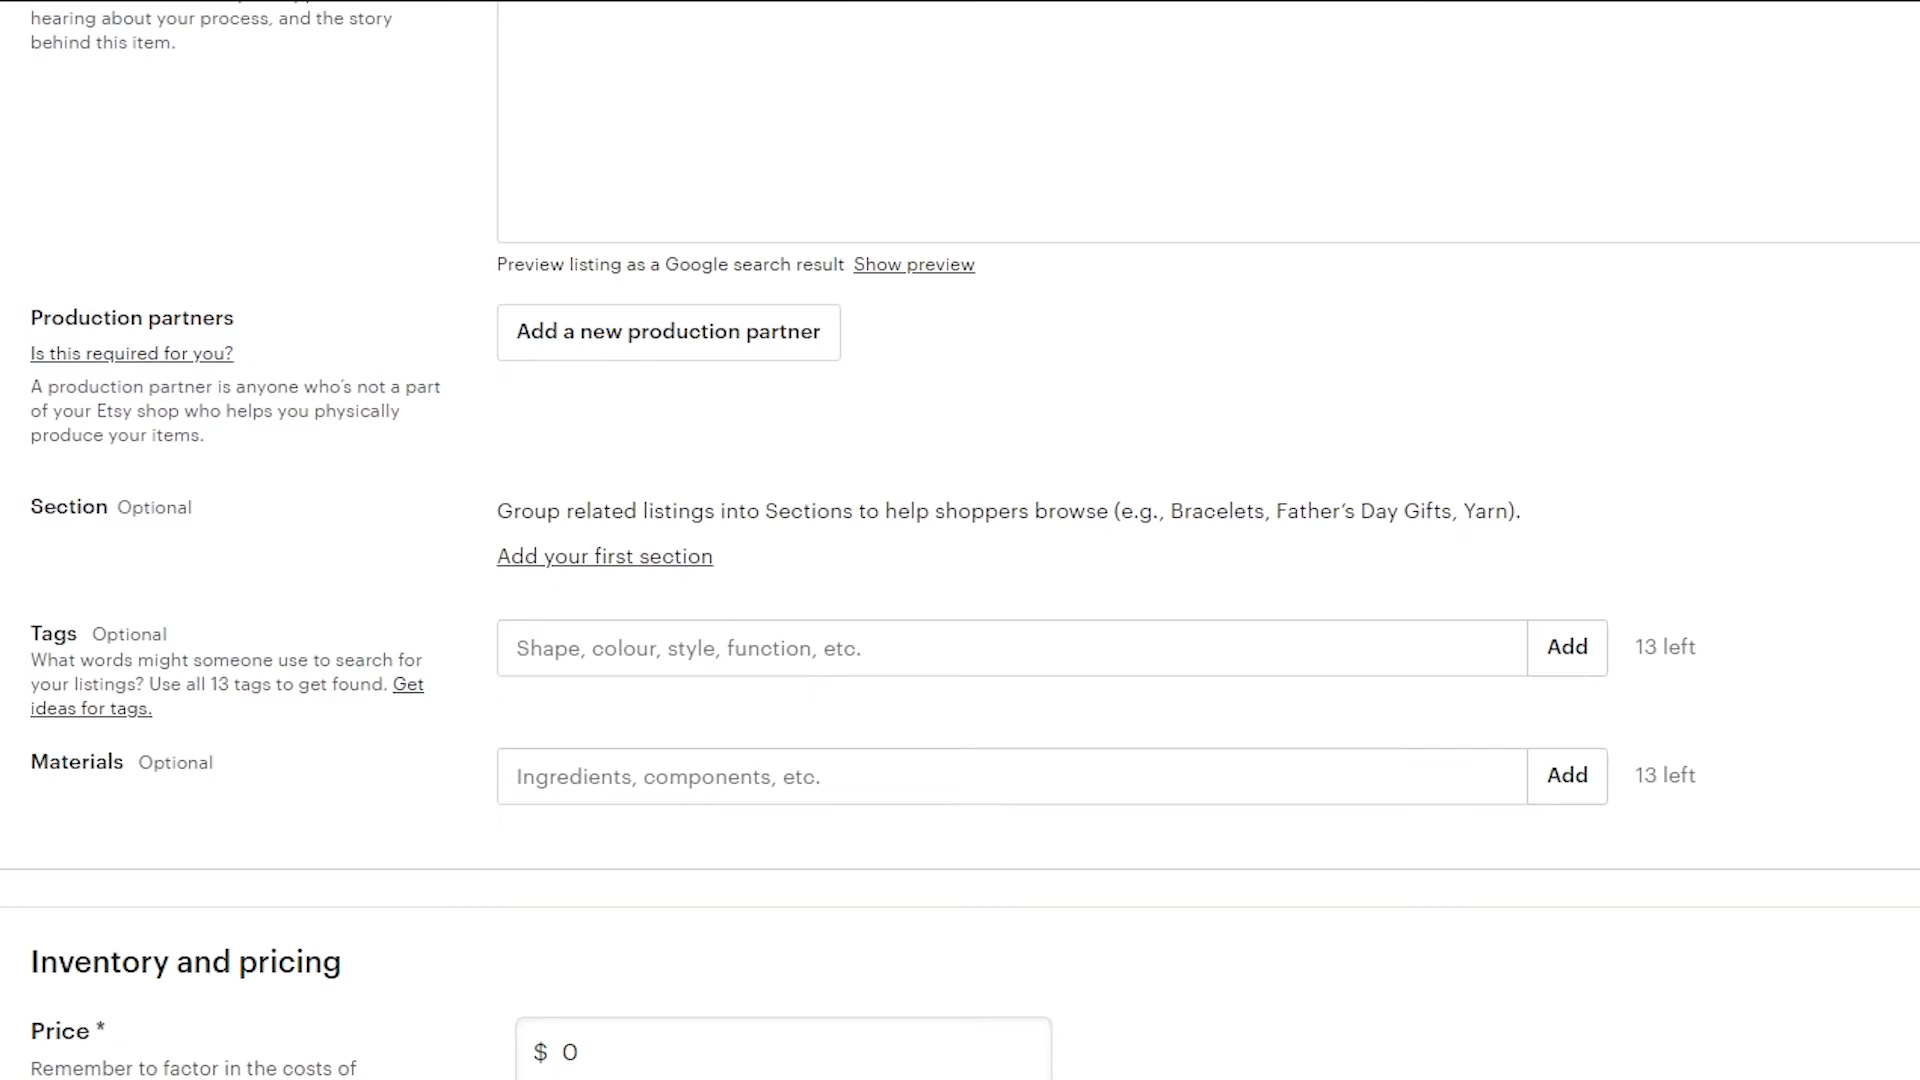 hearing about your process, and the story
behind this item.
Preview listing as a Google search result Show preview
Production partners
Is this required for you?
A production partner is anyone who's not a part
of your Etsy shop who helps you physically
produce your items.
Add a new production partner
Section Optional
Group related listings into Sections to help shoppers browse (e.g., Bracelets, Father's Day Gifts, Yarn).
Add your first section
Tags Optional
What words might someone use to search for
your listings? Use all 13 tags to get found. Get
ideas for tags.
Shape, colour, style, function, etc.
Add
13 left
Materials Optional
Ingredients, components, etc.
Add
13 left
Inventory and pricing
Price *
Remember to factor in the costs of
$ 0